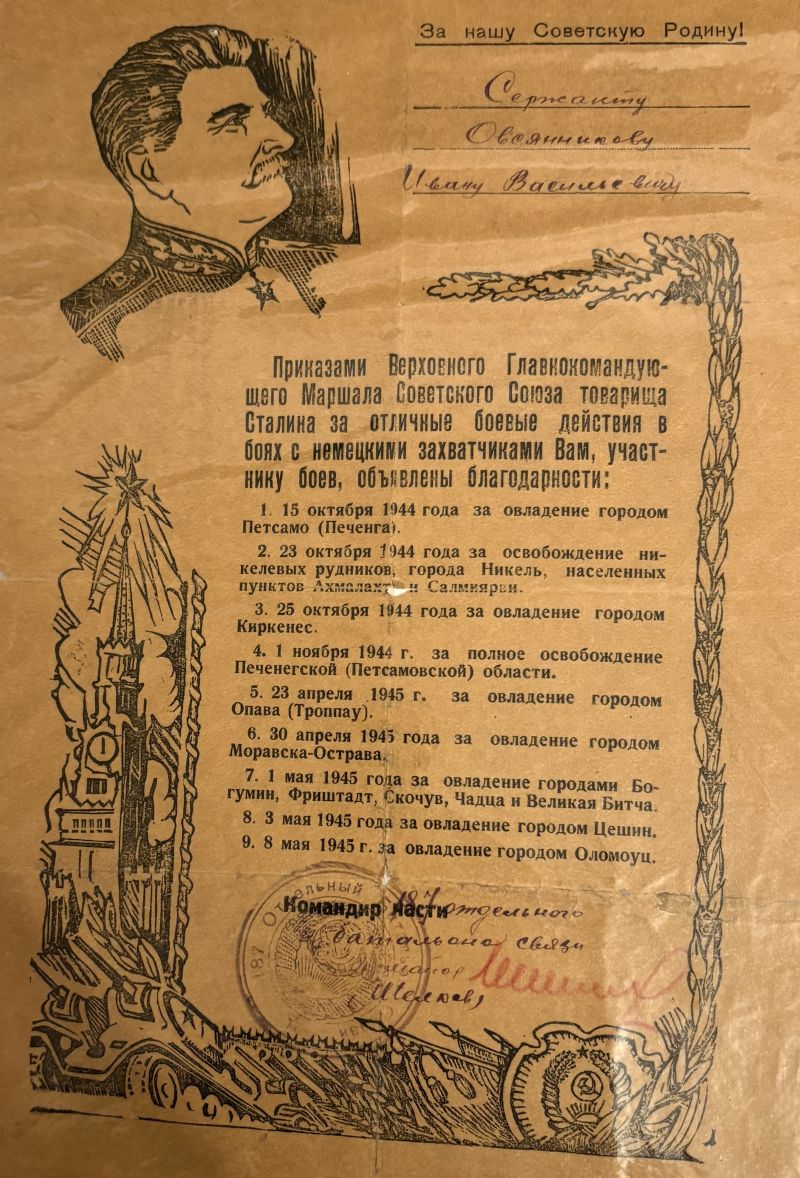 За нашу Советскую Родину!
Сержанту
Овсянникову
Ивану Васильевичу
Приказами Верховного Главнокомандую-
щего Маршала Советского Союза товарища
Сталина за отличные боевые действия в
боях с немецкими захватчиками Вам, участ-
нику боев, объявлены благодарности:
1. 15 октября 1944 года за овладение городом
Петсамо (Печенга).
2. 23 октября 1944 года за освобождение ни-
келевых рудников, города Никель, населенных
пунктов и Салмиярви.
3. 25 октября 1944 года за овладение городом
Киркенес.
4. 1 ноября 1944 г. за полное освобождение
Печенегской (Петсамовской) области.
5. 23 апреля 1945 г. за овладение городом
Опава (Троппау).
6. 30 апреля 1945 года за овладение городом
Моравска-Острава.
7. 1 мая 1945 года за овладение городами Бо-
гумин, Фриштадт, Скочув, Чадца и Великая Битча.
8. 3 мая 1945 года за овладение городом Цешин.
9. 8 мая 1945 г. за овладение городом Оломоуц.
Командир части 187 отдельного
батальона связи
майор
187 Отдельный